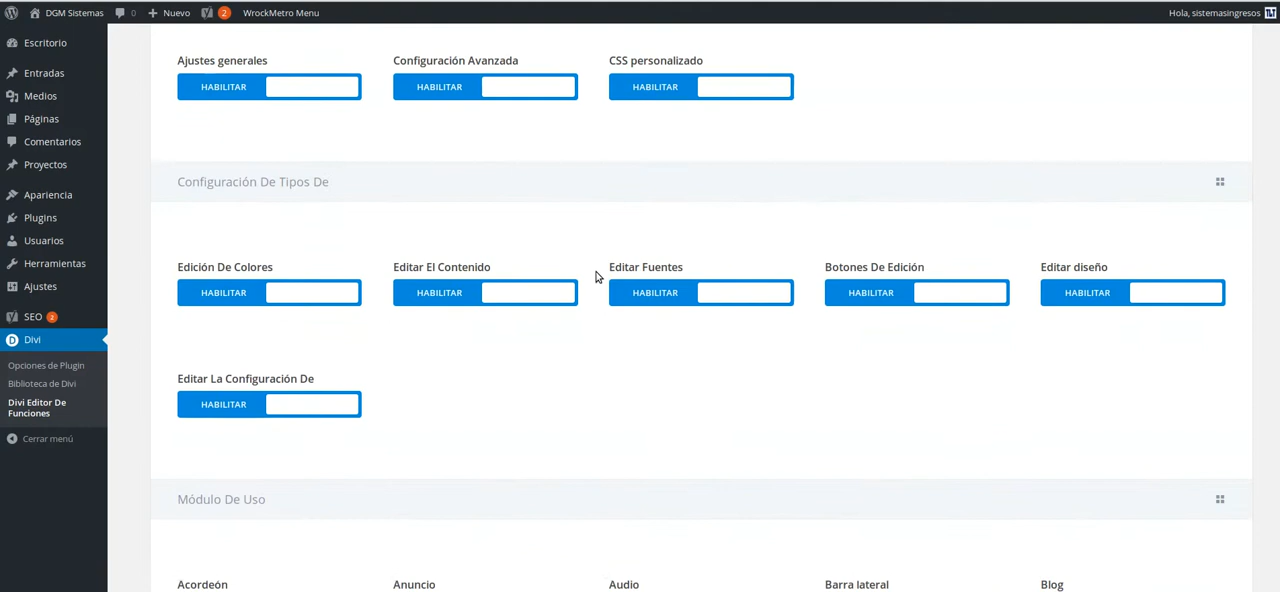 DGM Sistemas 0 Nuevo 2 WrockMetro Menu Hola, sistemasingresos
Escritorio
Entradas
Medios
Páginas
Comentarios
Proyectos
Apariencia
Plugins
Usuarios
Herramientas
Ajustes
SEO 2
Divi
Opciones de Plugin
Biblioteca de Divi
Divi Editor De
Funciones
Cerrar menú
Ajustes generales Configuración Avanzada CSS personalizado
HABILITAR HABILITAR HABILITAR
Configuración De Tipos De
Edición De Colores Editar El Contenido Editar Fuentes Botones De Edición Editar diseño
HABILITAR HABILITAR HABILITAR HABILITAR HABILITAR
Editar La Configuración De
HABILITAR
Módulo De Uso
Acordeón Anuncio Audio Barra lateral Blog